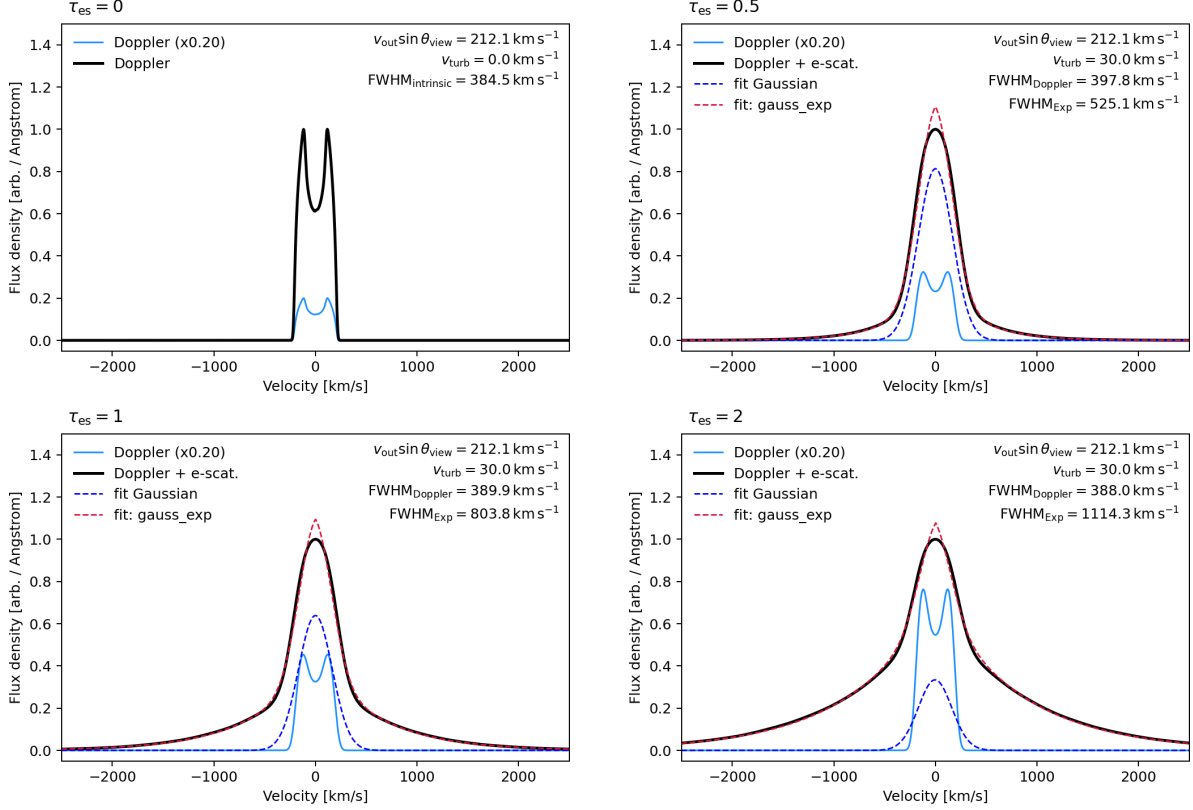 τes = 0
Flux density [arb. / Angstrom]
1.4
1.2
1.0
0.8
0.6
0.4
0.2
0.0
Doppler (x0.20)
Doppler
vout sin θview = 212.1 km s−1
vturb = 0.0 km s−1
FWHMintrinsic = 384.5 km s−1
−2000 −1000 0 1000 2000
Velocity [km/s]
τes = 0.5
Flux density [arb. / Angstrom]
1.4
1.2
1.0
0.8
0.6
0.4
0.2
0.0
Doppler (x0.20)
Doppler + e-scat.
fit Gaussian
fit: gauss_exp
vout sin θview = 212.1 km s−1
vturb = 30.0 km s−1
FWHMDoppler = 397.8 km s−1
FWHMExp = 525.1 km s−1
−2000 −1000 0 1000 2000
Velocity [km/s]
τes = 1
Flux density [arb. / Angstrom]
1.4
1.2
1.0
0.8
0.6
0.4
0.2
0.0
Doppler (x0.20)
Doppler + e-scat.
fit Gaussian
fit: gauss_exp
vout sin θview = 212.1 km s−1
vturb = 30.0 km s−1
FWHMDoppler = 389.9 km s−1
FWHMExp = 803.8 km s−1
−2000 −1000 0 1000 2000
Velocity [km/s]
τes = 2
Flux density [arb. / Angstrom]
1.4
1.2
1.0
0.8
0.6
0.4
0.2
0.0
Doppler (x0.20)
Doppler + e-scat.
fit Gaussian
fit: gauss_exp
vout sin θview = 212.1 km s−1
vturb = 30.0 km s−1
FWHMDoppler = 388.0 km s−1
FWHMExp = 1114.3 km s−1
−2000 −1000 0 1000 2000
Velocity [km/s]